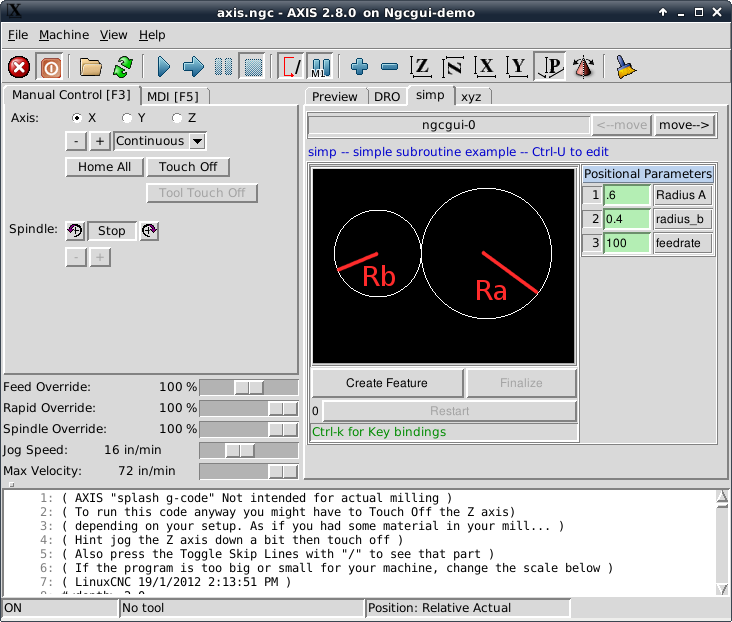 axis.ngc - AXIS 2.8.0 on Ngcgui-demo
File Machine View Help
Z N X Y P
M1
Manual Control [F3] MDI [F5]
Axis: X Y Z
- + Continuous
Home All Touch Off
Tool Touch Off
Spindle: Stop
- +
Feed Override: 100 %
Rapid Override: 100 %
Spindle Override: 100 %
Jog Speed: 16 in/min
Max Velocity: 72 in/min
Preview DRO simp xyz
ngcgui-0 <--move move-->
simp -- simple subroutine example -- Ctrl-U to edit
Rb Ra
Positional Parameters
1 .6 Radius A
2 0.4 radius_b
3 100 feedrate
Create Feature Finalize
0 Restart
Ctrl-k for Key bindings
1: ( AXIS "splash g-code" Not intended for actual milling )
2: ( To run this code anyway you might have to Touch Off the Z axis)
3: ( depending on your setup. As if you had some material in your mill... )
4: ( Hint jog the Z axis down a bit then touch off )
5: ( Also press the Toggle Skip Lines with "/" to see that part )
6: ( If the program is too big or small for your machine, change the scale below )
7: ( LinuxCNC 19/1/2012 2:13:51 PM )
ON No tool Position: Relative Actual